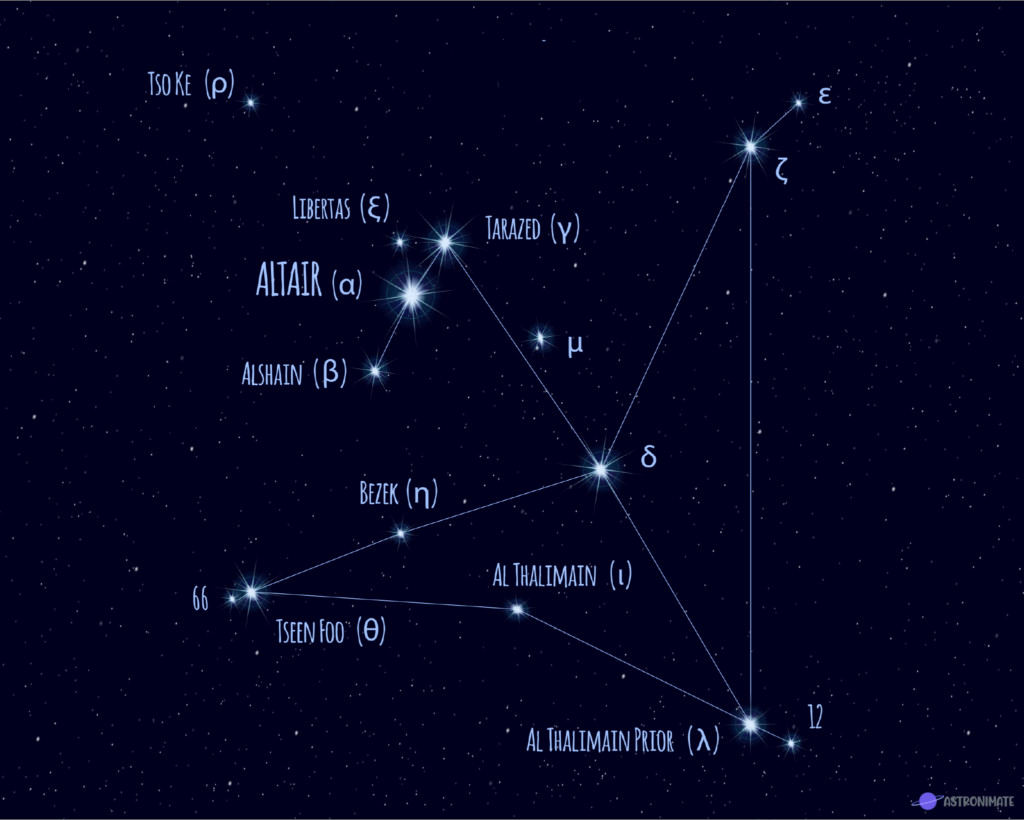 Tso Ke (ρ)
ε
ζ
Libertas (ξ)
Tarazed (γ)
Altair (α)
μ
Alshain (β)
δ
Bezek (η)
Al Thalimain (ι)
66
Tseen Foo (θ)
12
Al Thalimain Prior (λ)
ASTRONIMATE